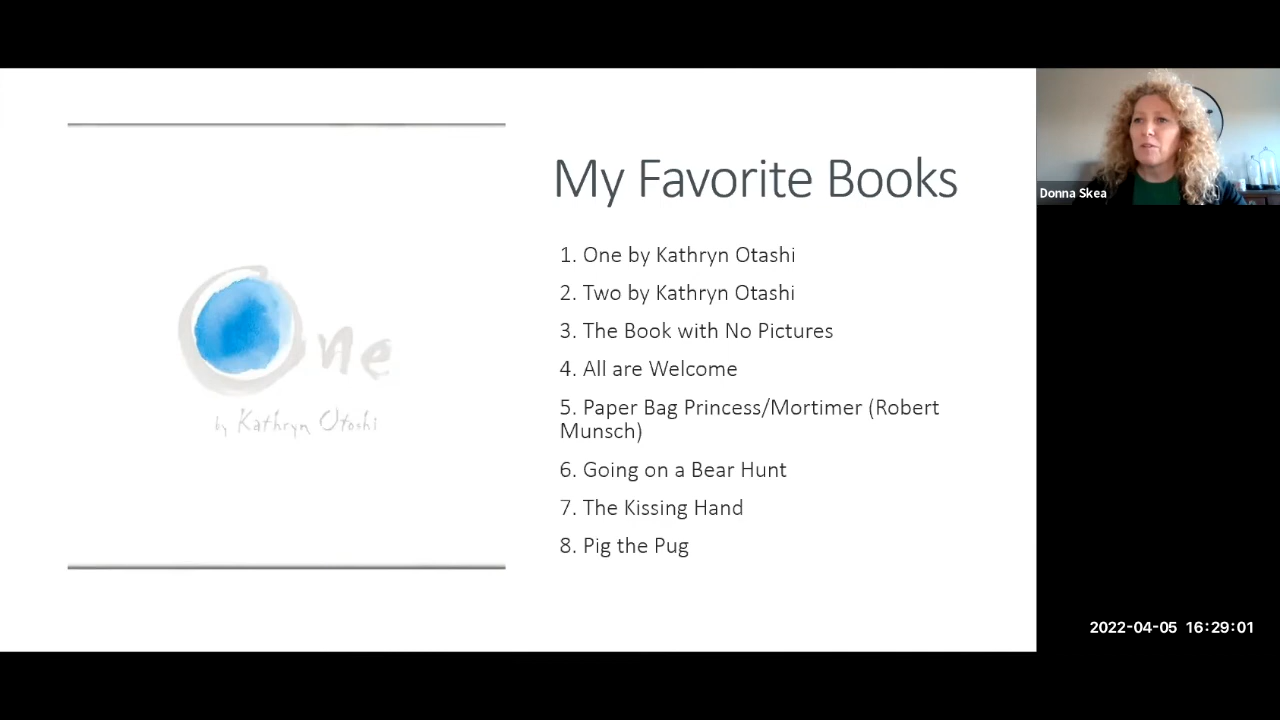 One
by Kathryn Otoshi
My Favorite Books
1. One by Kathryn Otashi
2. Two by Kathryn Otashi
3. The Book with No Pictures
4. All are Welcome
5. Paper Bag Princess/Mortimer (Robert
Munsch)
6. Going on a Bear Hunt
7. The Kissing Hand
8. Pig the Pug
Donna Skea
2022-04-05 16:29:01